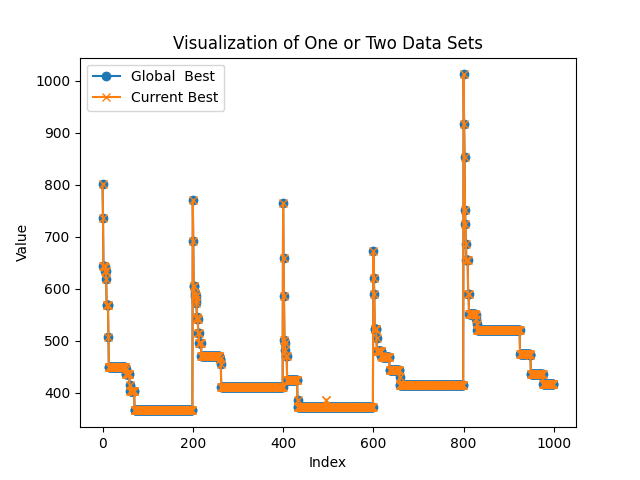 Visualization of One or Two Data Sets
Global  Best
Current Best
1000
900
800
700
600
500
400
Value
0
200
400
600
800
1000
Index